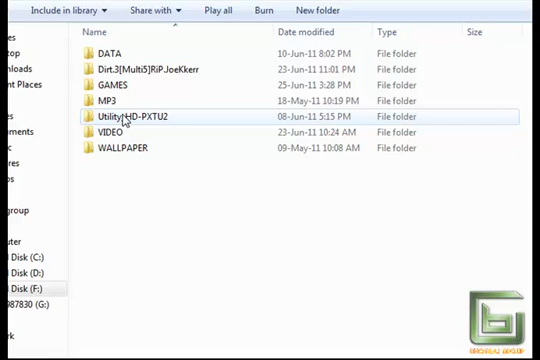 Include in library Share with Play all Burn New folder
Name Date modified Type Size
DATA 10-Jun-11 8:02 PM File folder
Dirt.3[Multi5]RiP.JoeKkerr 23-Jun-11 11:01 PM File folder
GAMES 25-Jun-11 3:28 PM File folder
MP3 18-May-11 10:19 PM File folder
Utility HD-PXTU2 08-Jun-11 5:15 PM File folder
VIDEO 23-Jun-11 10:24 AM File folder
WALLPAPER 09-May-11 10:08 AM File folder
es
top
nloads
nt Places
es
uments
c
res
os
group
uter
l Disk (C:)
l Disk (D:)
l Disk (F:)
987830 (G:)
rk